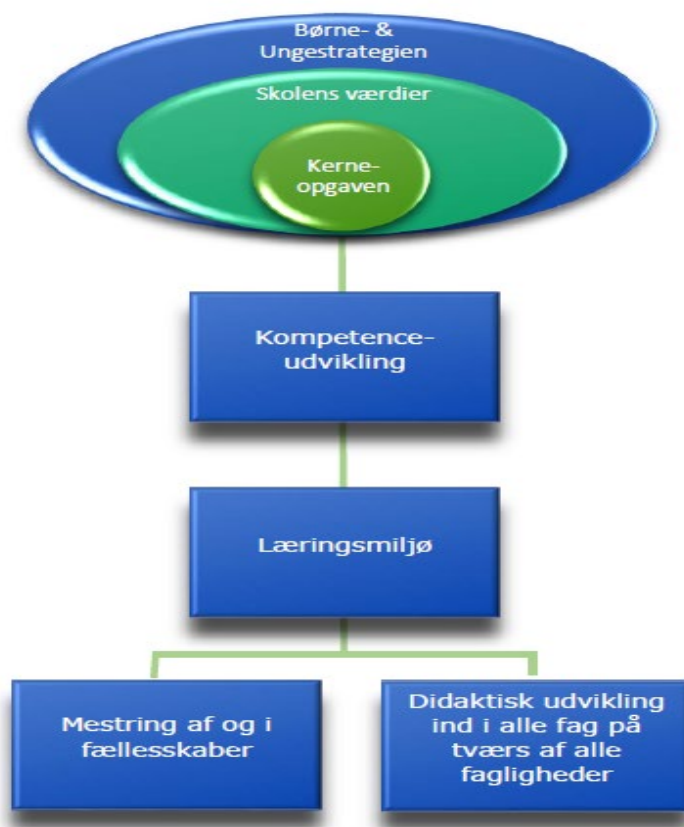 Børne- &
Ungestrategien
Skolens værdier
Kerne-
opgaven
Kompetence-
udvikling
Læringsmiljø
Mestring af og i
fællesskaber
Didaktisk udvikling
ind i alle fag på
tværs af alle
fagligheder